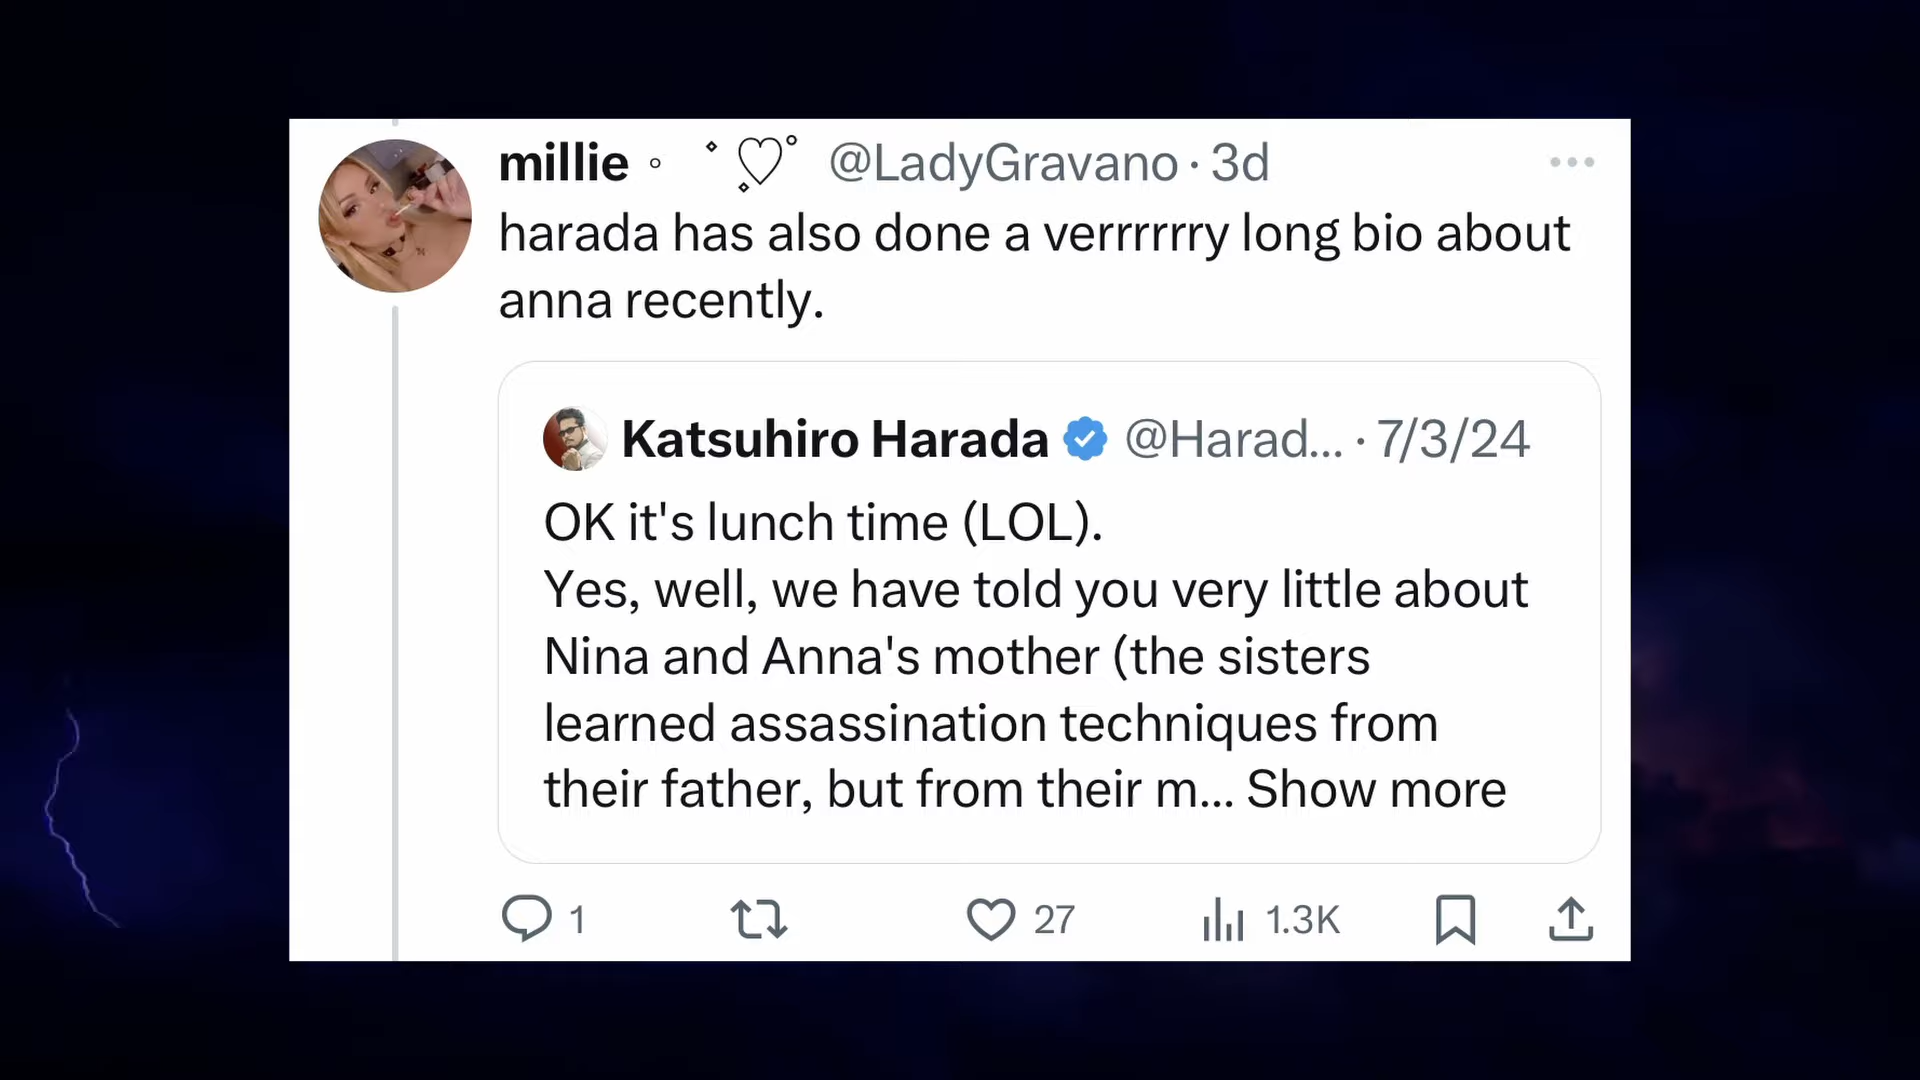 millie @LadyGravano · 3d
harada has also done a verrrrrry long bio about
anna recently.
Katsuhiro Harada @Harad... · 7/3/24
OK it's lunch time (LOL).
Yes, well, we have told you very little about
Nina and Anna's mother (the sisters
learned assassination techniques from
their father, but from their m... Show more
1 27 1.3K